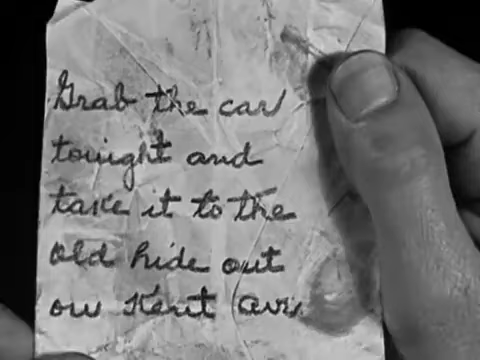 Grab the car
tonight and
take it to the
old hide out
on Kent Ave